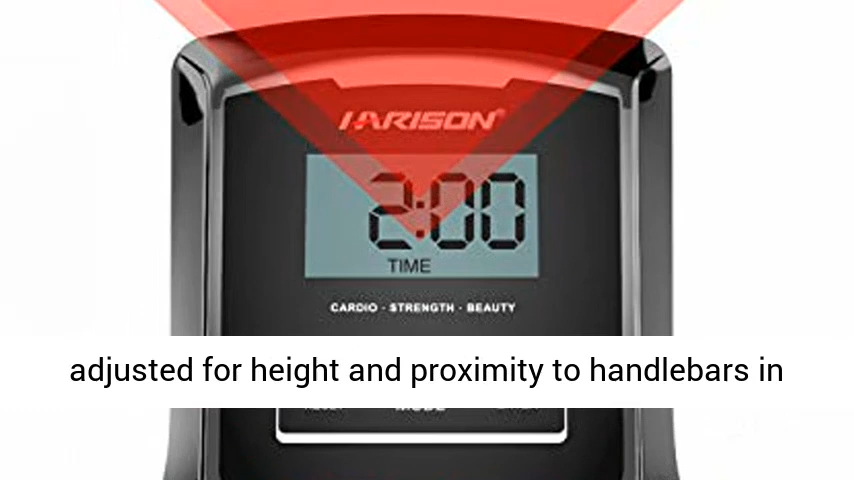 HARISON®
2:00
TIME
CARDIO · STRENGTH · BEAUTY
adjusted for height and proximity to handlebars in
MODE